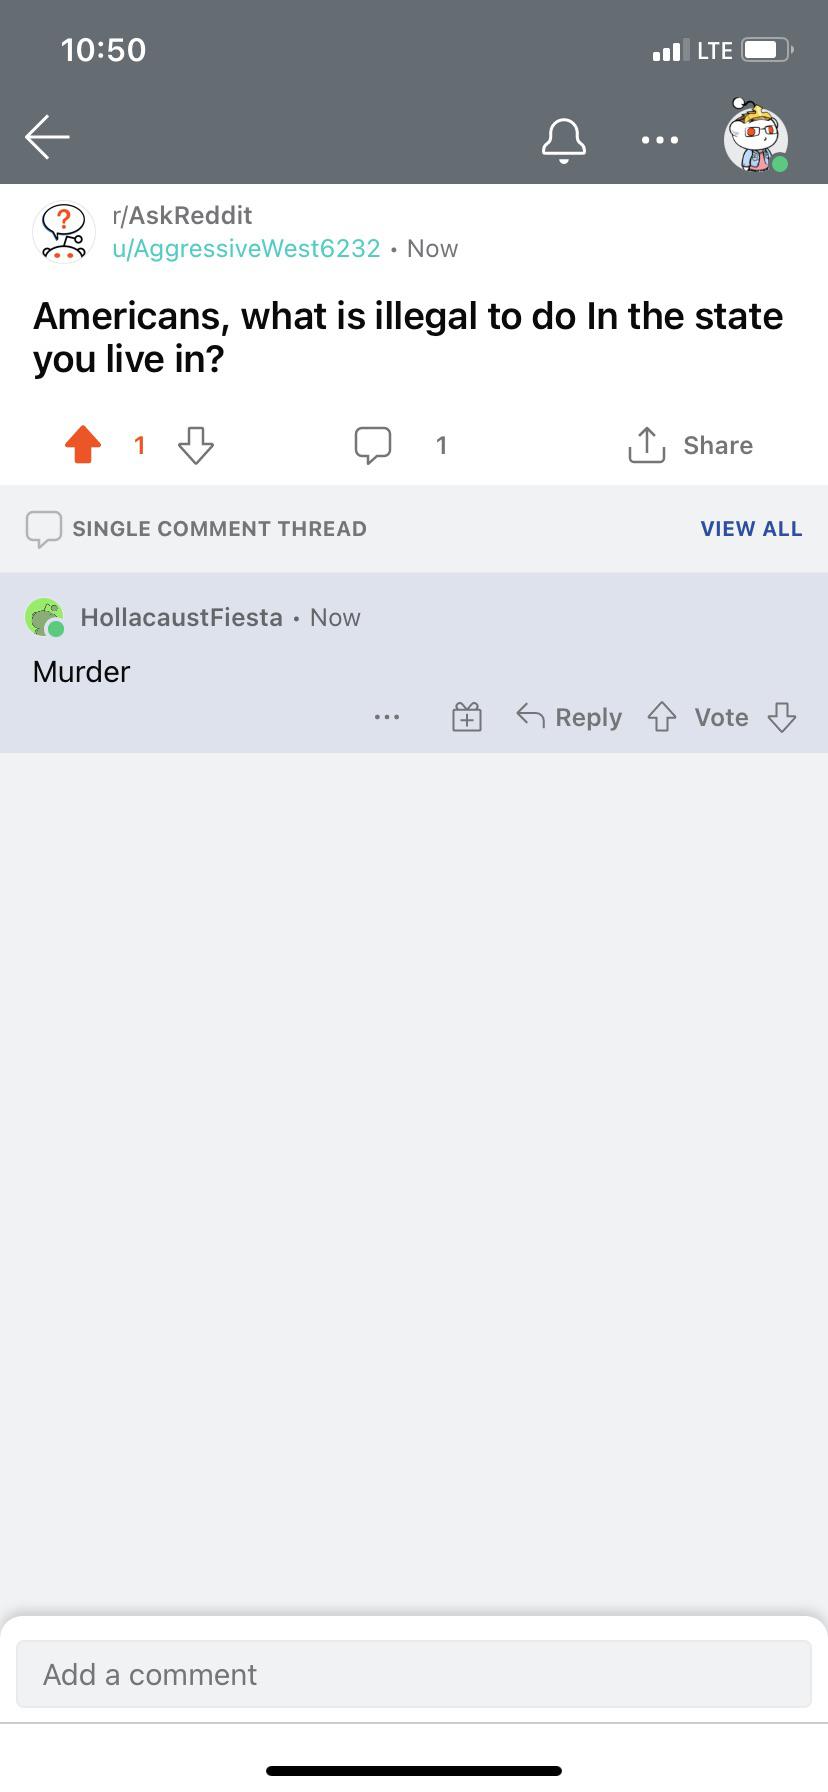 10:50
LTE
r/AskReddit
u/AggressiveWest6232 • Now
Americans, what is illegal to do In the state
you live in?
1
1
Share
SINGLE COMMENT THREAD
VIEW ALL
HollacaustFiesta • Now
Murder
Reply
Vote
Add a comment